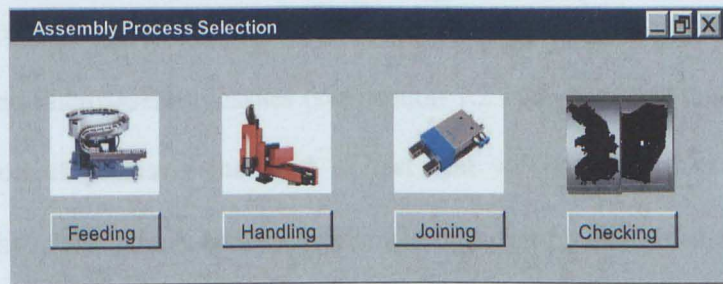 Assembly Process Selection
Feeding
Handling
Joining
Checking